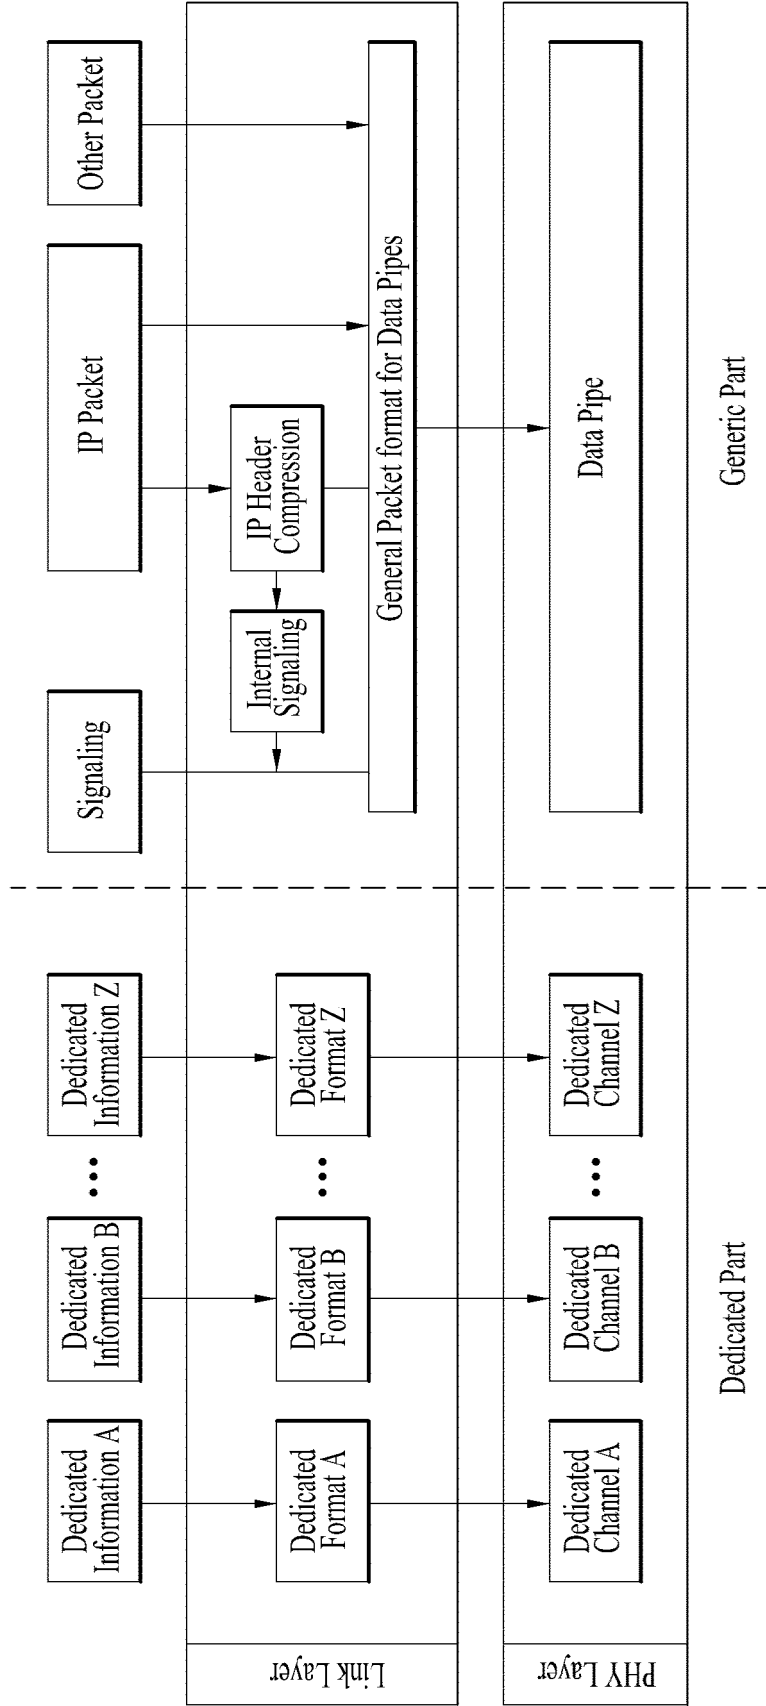 Dedicated
Information A
Dedicated
Information B
Dedicated
Information Z
Signaling
IP Packet
Other Packet
Link Layer
Dedicated
Format A
Dedicated
Format B
Dedicated
Format Z
Internal
Signaling
IP Header
Compression
General Packet format for Data Pipes
PHY Layer
Dedicated
Channel A
Dedicated
Channel B
Dedicated
Channel Z
Data Pipe
Dedicated Part
Generic Part